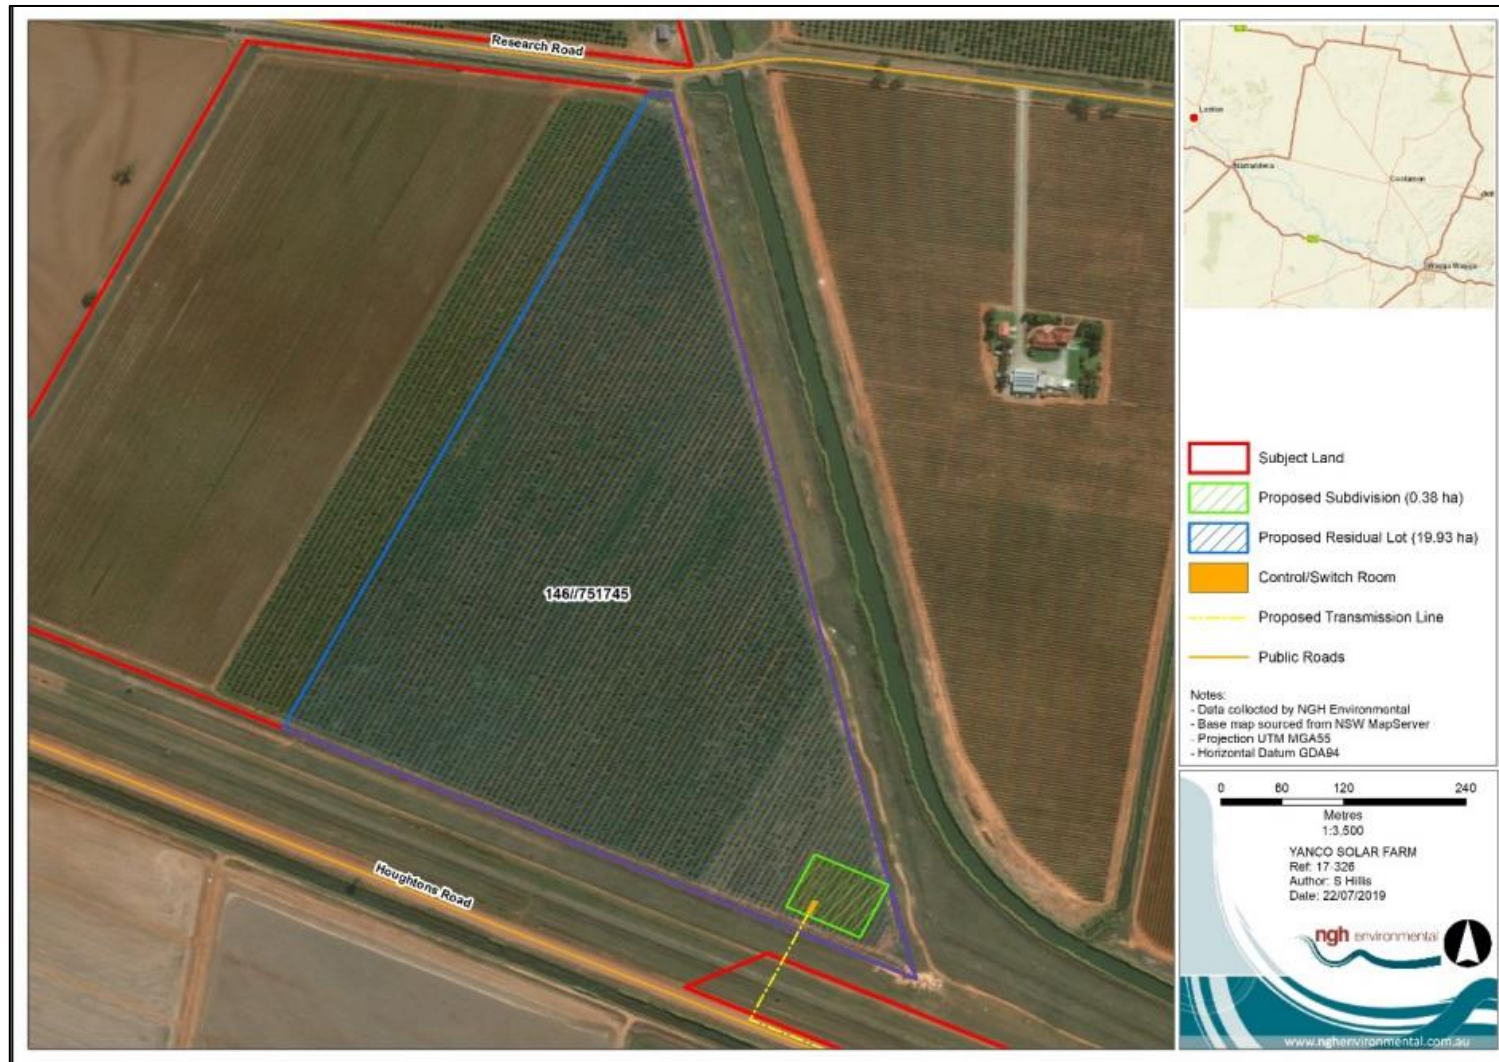 Research Road
146//751745
Houghtons Road
Leeton
Narrandera
Coolamon
Wagga Wagga
Subject Land
Proposed Subdivision (0.38 ha)
Proposed Residual Lot (19.93 ha)
Control/Switch Room
Proposed Transmission Line
Public Roads
Notes:
- Data collected by NGH Environmental
- Base map sourced from NSW MapServer
- Projection UTM MGA55
- Horizontal Datum GDA94
0 60 120 240
Metres
1:3,500
YANCO SOLAR FARM
Ref: 17-326
Author: S Hillis
Date: 22/07/2019
ngh environmental
www.nghenvironmental.com.au